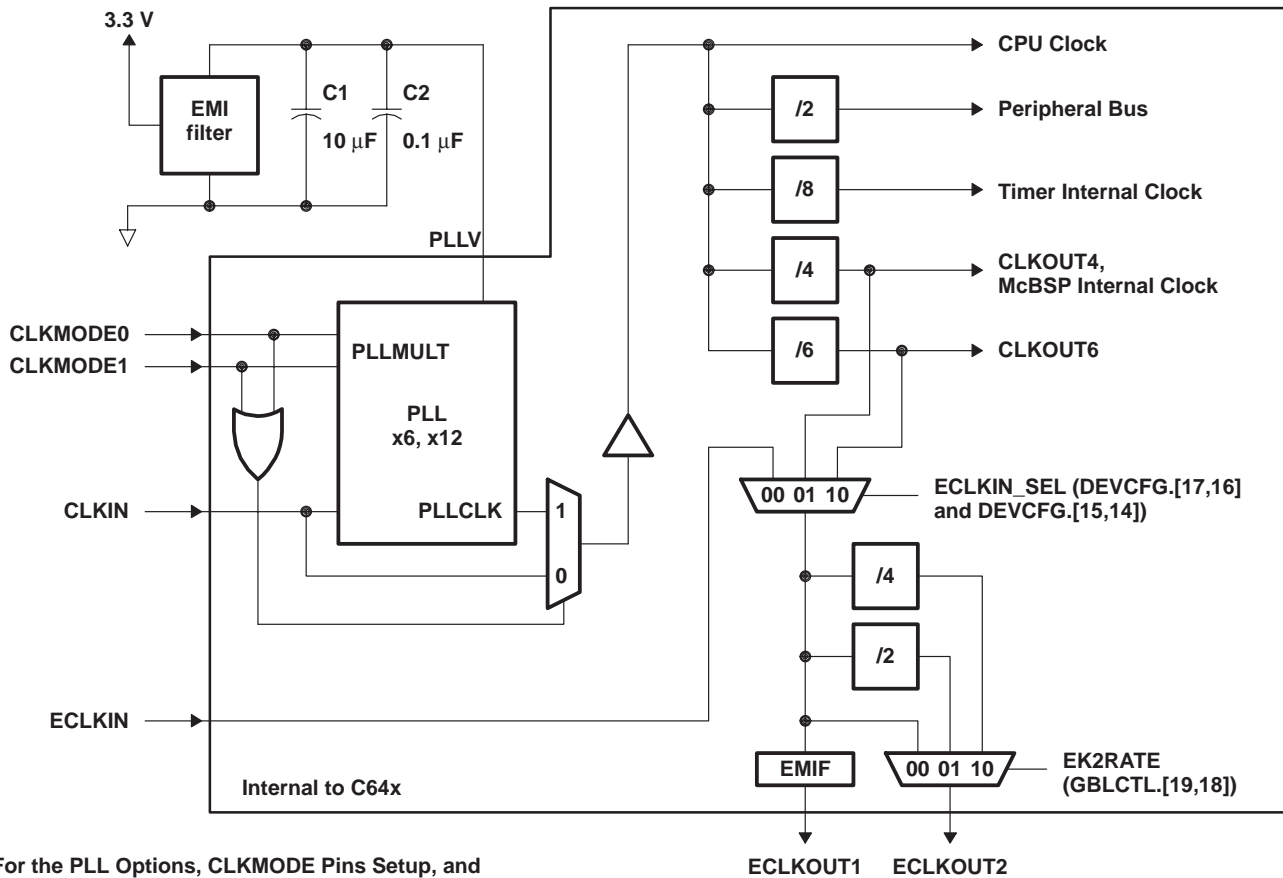 3.3 V
EMI
filter
C1
10 μF
C2
0.1 μF
CPU Clock
/2
Peripheral Bus
/8
Timer Internal Clock
/4
CLKOUT4,
McBSP Internal Clock
/6
CLKOUT6
PLLV
CLKMODE0
CLKMODE1
PLLMULT
PLL
x6, x12
CLKIN
PLLCLK
1
0
00 01 10
ECLKIN_SEL (DEVCFG.[17,16]
and DEVCFG.[15,14])
/4
/2
ECLKIN
EMIF
00 01 10
EK2RATE
(GBLCTL.[19,18])
Internal to C64x
ECLKOUT1
ECLKOUT2
For the PLL Options, CLKMODE Pins Setup, and